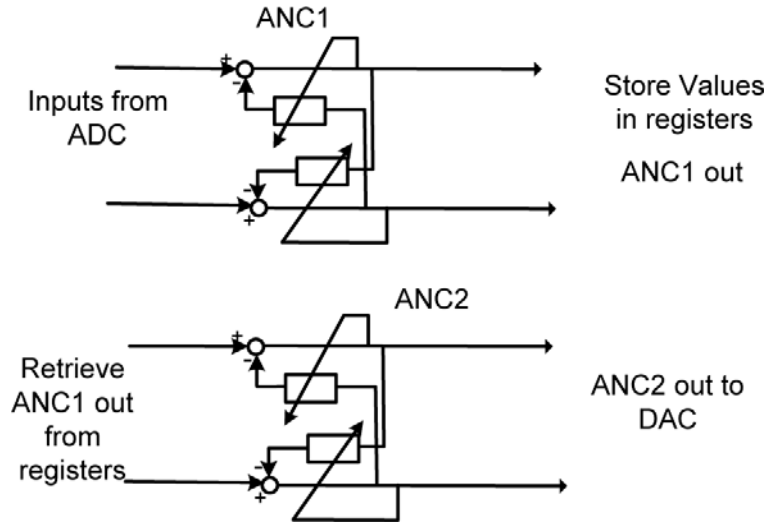 ANC1
+
-
Inputs from
ADC
Store Values
in registers
ANC1 out
-
+
ANC2
+
-
Retrieve
ANC1 out
from
registers
ANC2 out to
DAC
-
+